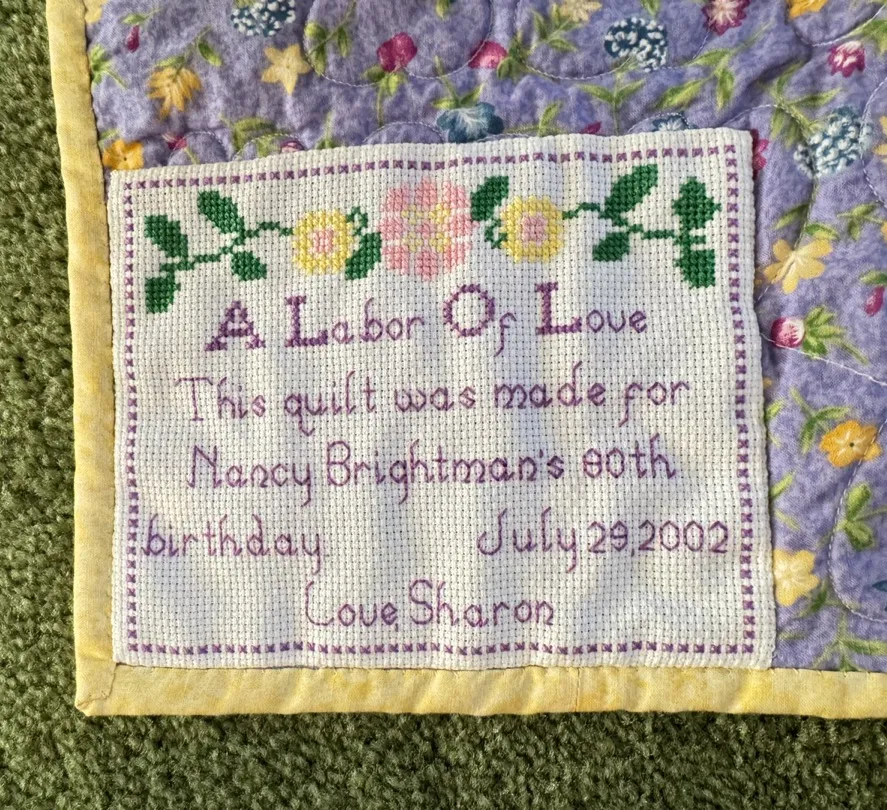 A Labor Of Love
This quilt was made for
Nancy Brightman's 80th
birthday July 29,2002
Love, Sharon